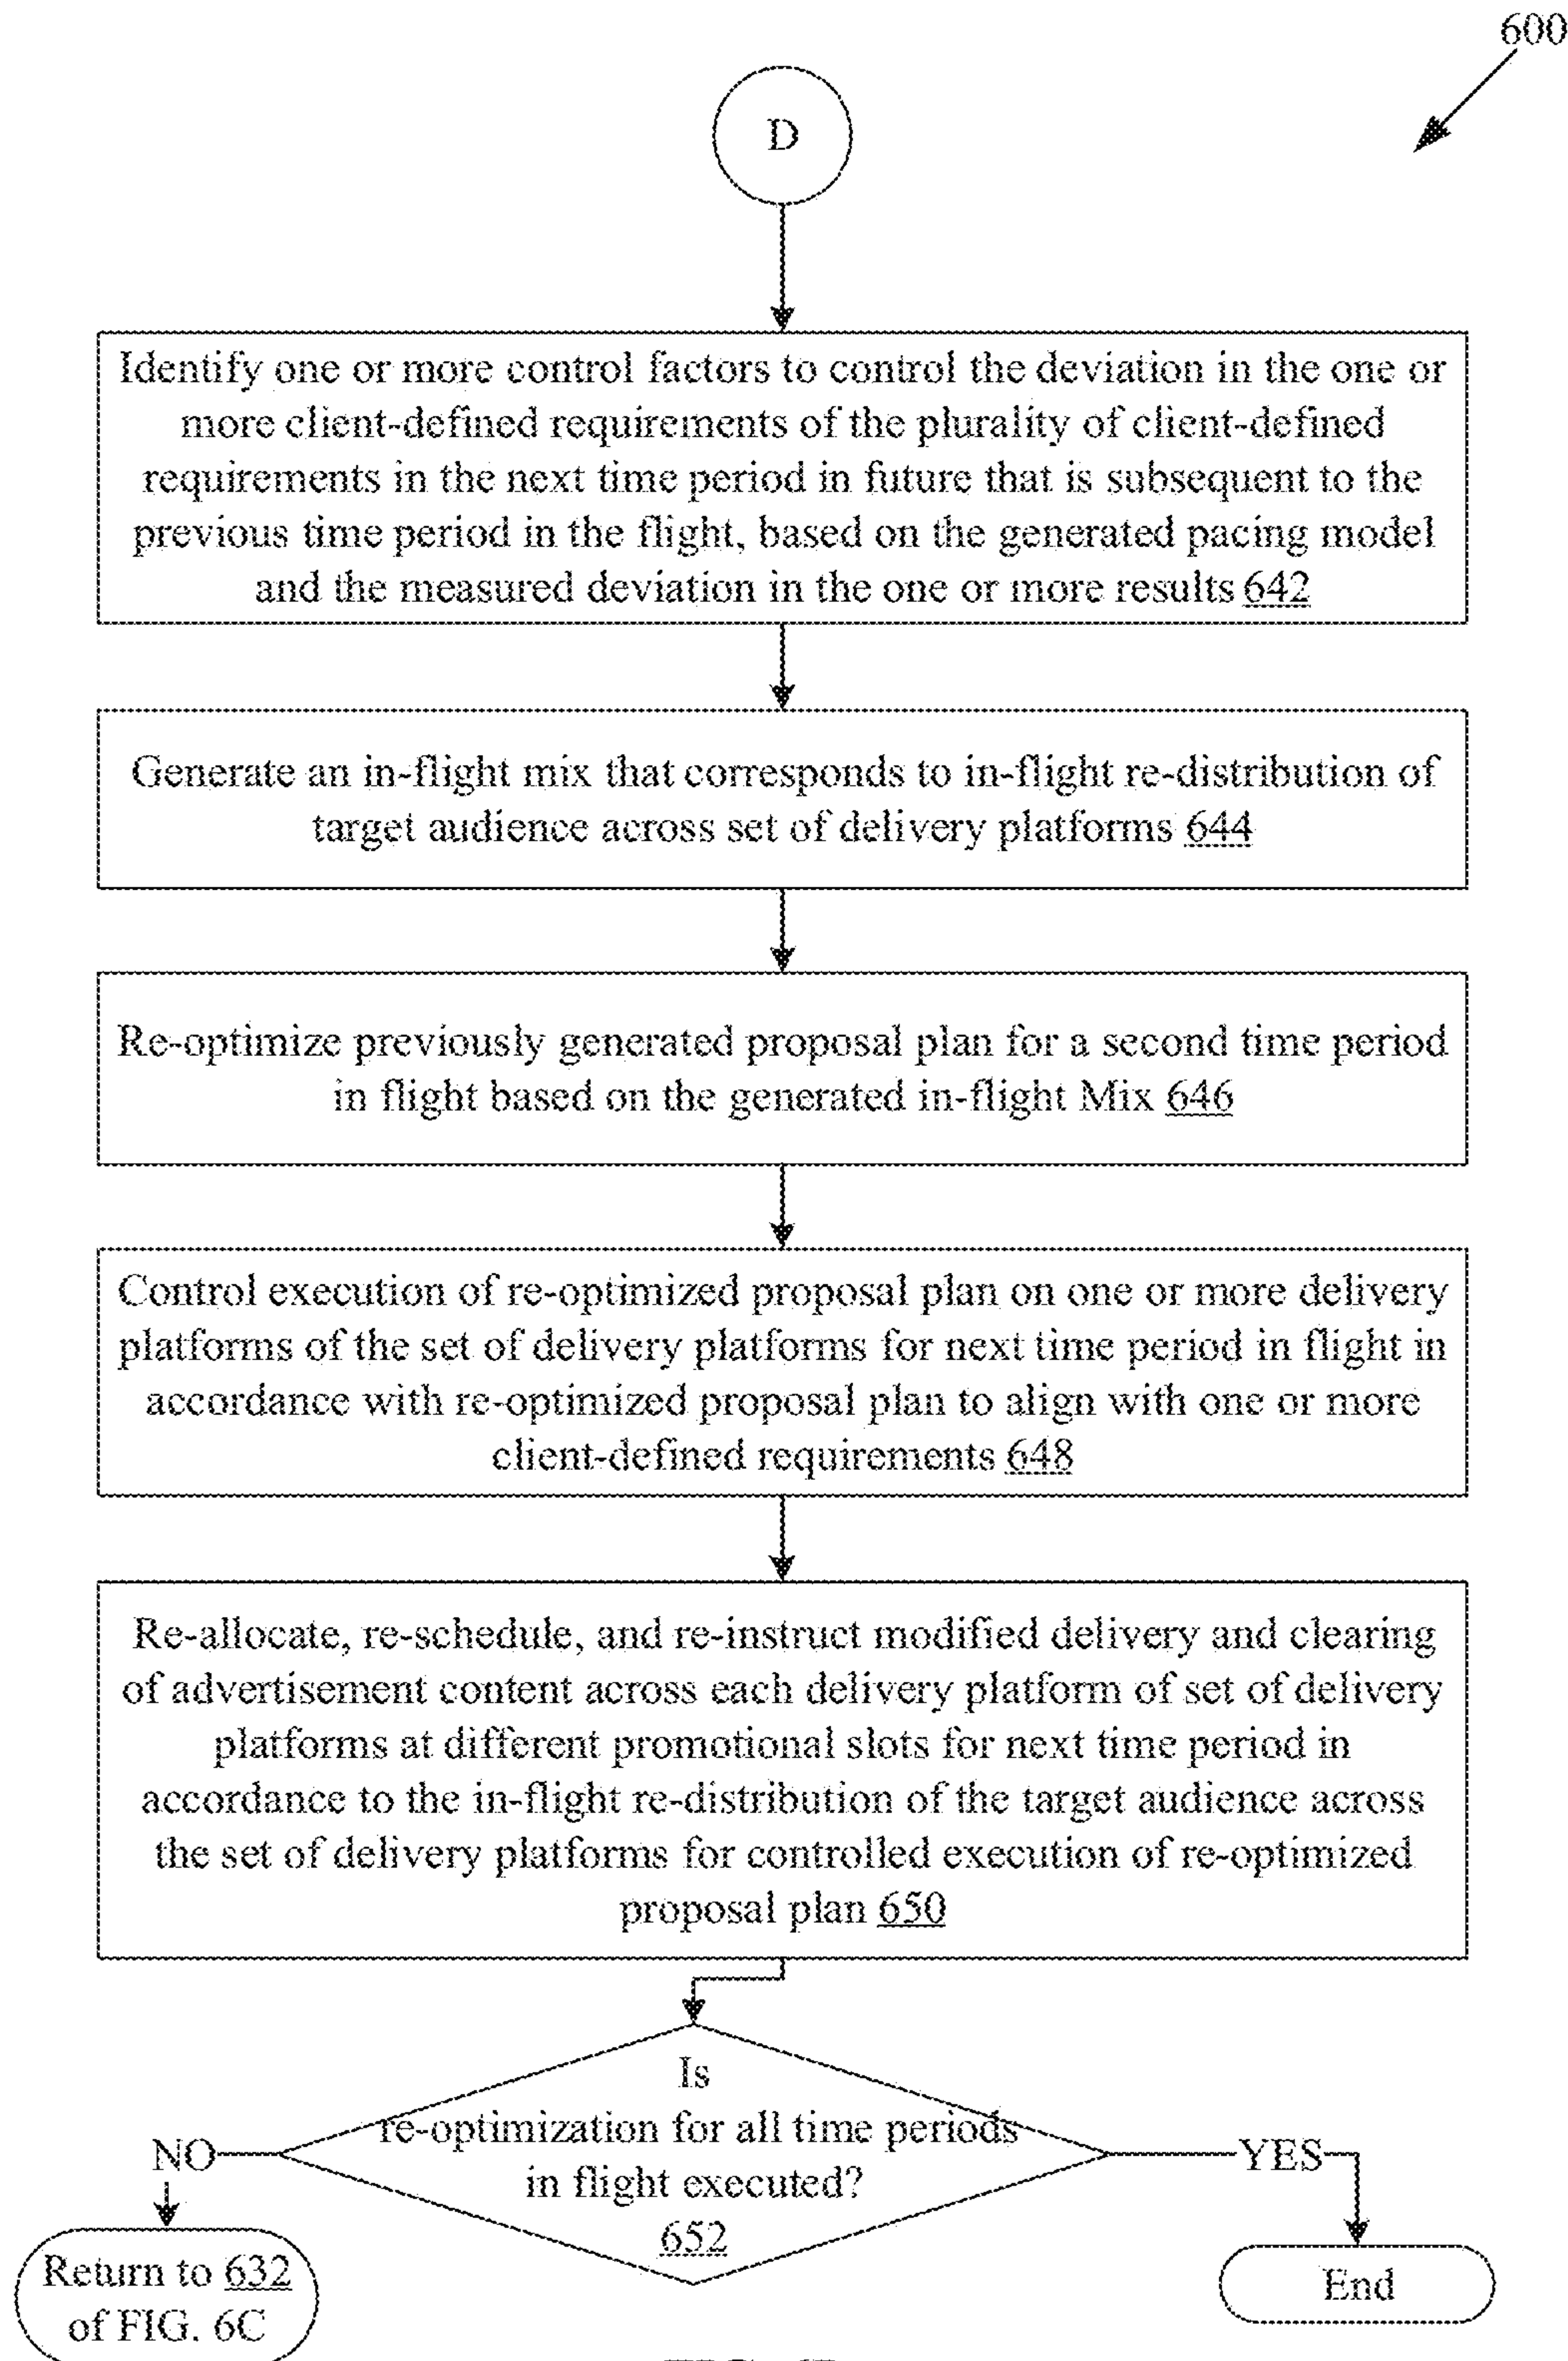 600
D
Identify one or more control factors to control the deviation in the one or
more client-defined requirements of the plurality of client-defined
requirements in the next time period in future that is subsequent to the
previous time period in the flight, based on the generated pacing model
and the measured deviation in the one or more results 642
Generate an in-flight mix that corresponds to in-flight re-distribution of
target audience across set of delivery platforms 644
Re-optimize previously generated proposal plan for a second time period
in flight based on the generated in-flight Mix 646
Control execution of re-optimized proposal plan on one or more delivery
platforms of the set of delivery platforms for next time period in flight in
accordance with re-optimized proposal plan to align with one or more
client-defined requirements 648
Re-allocate, re-schedule, and re-instruct modified delivery and clearing
of advertisement content across each delivery platform of set of delivery
platforms at different promotional slots for next time period in
accordance to the in-flight re-distribution of the target audience across
the set of delivery platforms for controlled execution of re-optimized
proposal plan 650
Is
re-optimization for all time periods
in flight executed?
652
NO
YES
Return to 632
of FIG. 6C
End